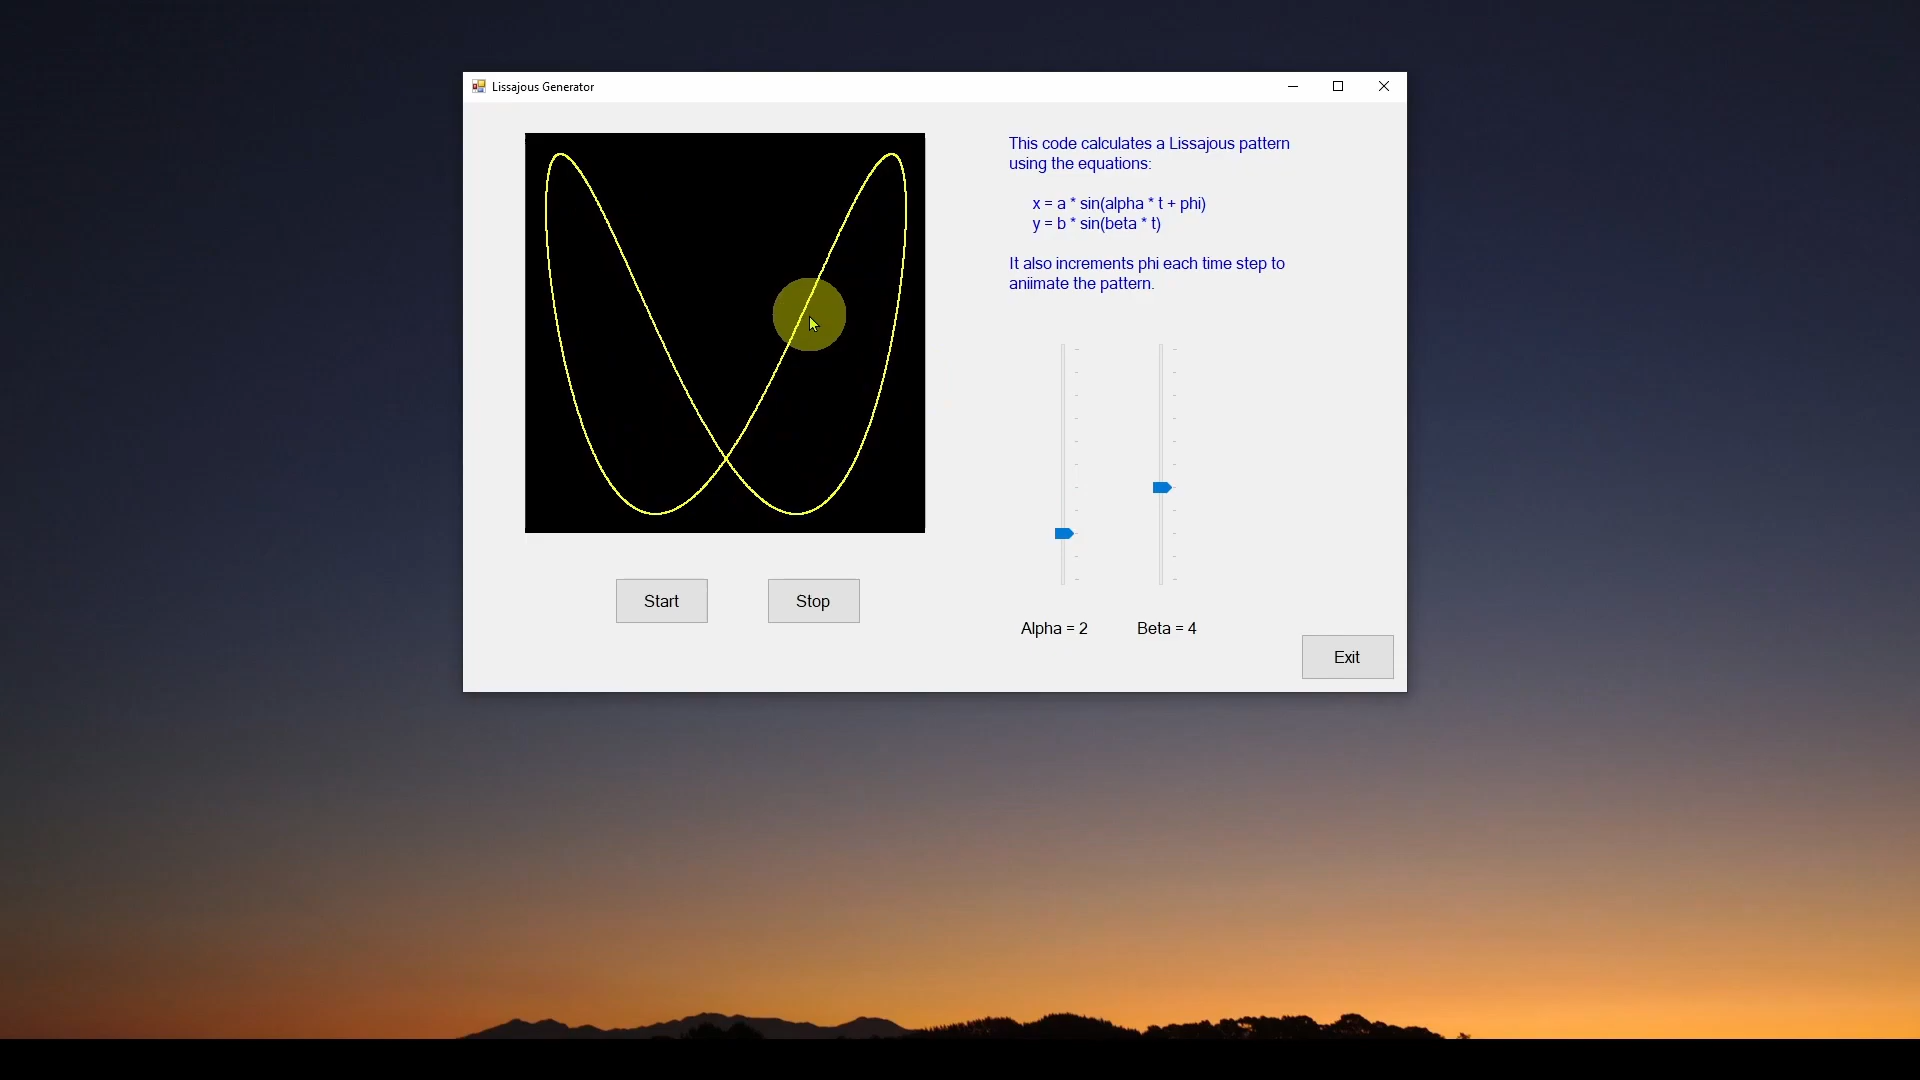 Lissajous Generator
This code calculates a Lissajous pattern
using the equations:
x = a * sin(alpha * t + phi)
y = b * sin(beta * t)
It also increments phi each time step to
aniimate the pattern.
Start
Stop
Alpha = 2
Beta = 4
Exit